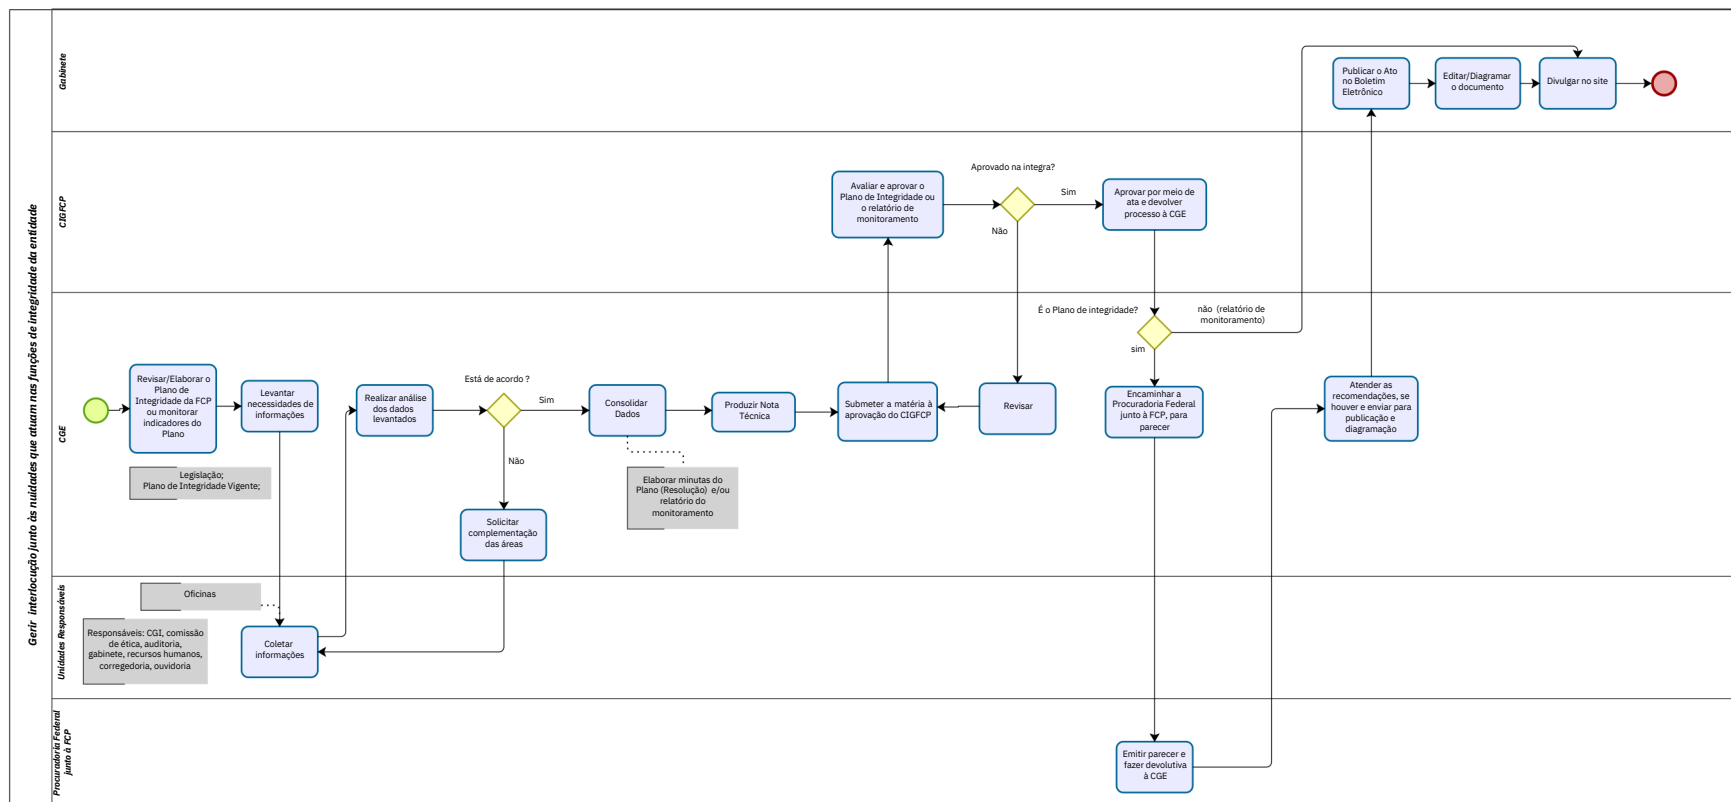 Gerir interlocução junto às nuidades que atuam nas funções de integridade da entidade
Gabinete
Publicar o Ato
no Boletim
Eletrônico
Editar/Diagramar
o documento
Divulgar no site
CIGFCP
Avaliar e aprovar o
Plano de Integridade ou
o relatório de
monitoramento
Aprovado na integra?
Sim
Não
Aprovar por meio de
ata e devolver
processo à CGE
CGE
Revisar/Elaborar o
Plano de
Integridade da FCP
ou monitorar
indicadores do
Plano
Legislação;
Plano de Integridade Vigente;
Levantar
necessidades de
informações
Realizar análise
dos dados
levantados
Está de acordo ?
Sim
Não
Solicitar
complementação
das áreas
Consolidar
Dados
Elaborar minutas do
Plano (Resolução) e/ou
relatório do
monitoramento
Produzir Nota
Técnica
Submeter a matéria à
aprovação do CIGFCP
Revisar
É o Plano de integridade?
não (relatório de
monitoramento)
sim
Encaminhar a
Procuradoria Federal
junto à FCP, para
parecer
Atender as
recomendações, se
houver e enviar para
publicação e
diagramação
Unidades Responsáveis
Oficinas
Responsáveis: CGI, comissão
de ética, auditoria,
gabinete, recursos humanos,
corregedoria, ouvidoria
Coletar
informações
Procuradoria Federal
junto à FCP
Emitir parecer e
fazer devolutiva
à CGE